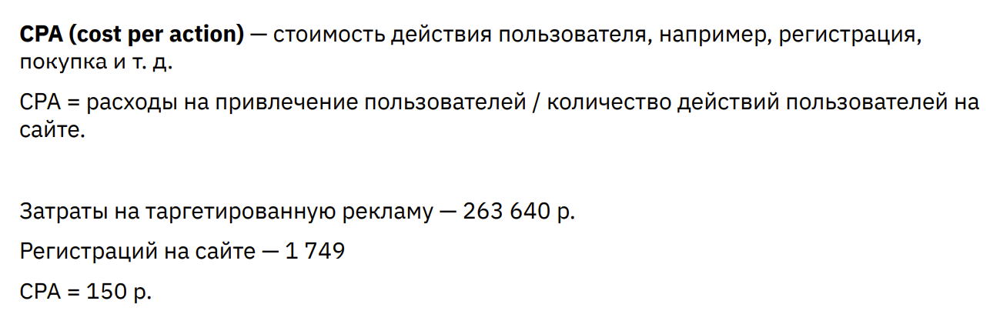 CPA (cost per action) — стоимость действия пользователя, например, регистрация,
покупка и т. д.
CPA = расходы на привлечение пользователей / количество действий пользователей на
сайте.
Затраты на таргетированную рекламу — 263 640 р.
Регистраций на сайте — 1 749
CPA = 150 р.